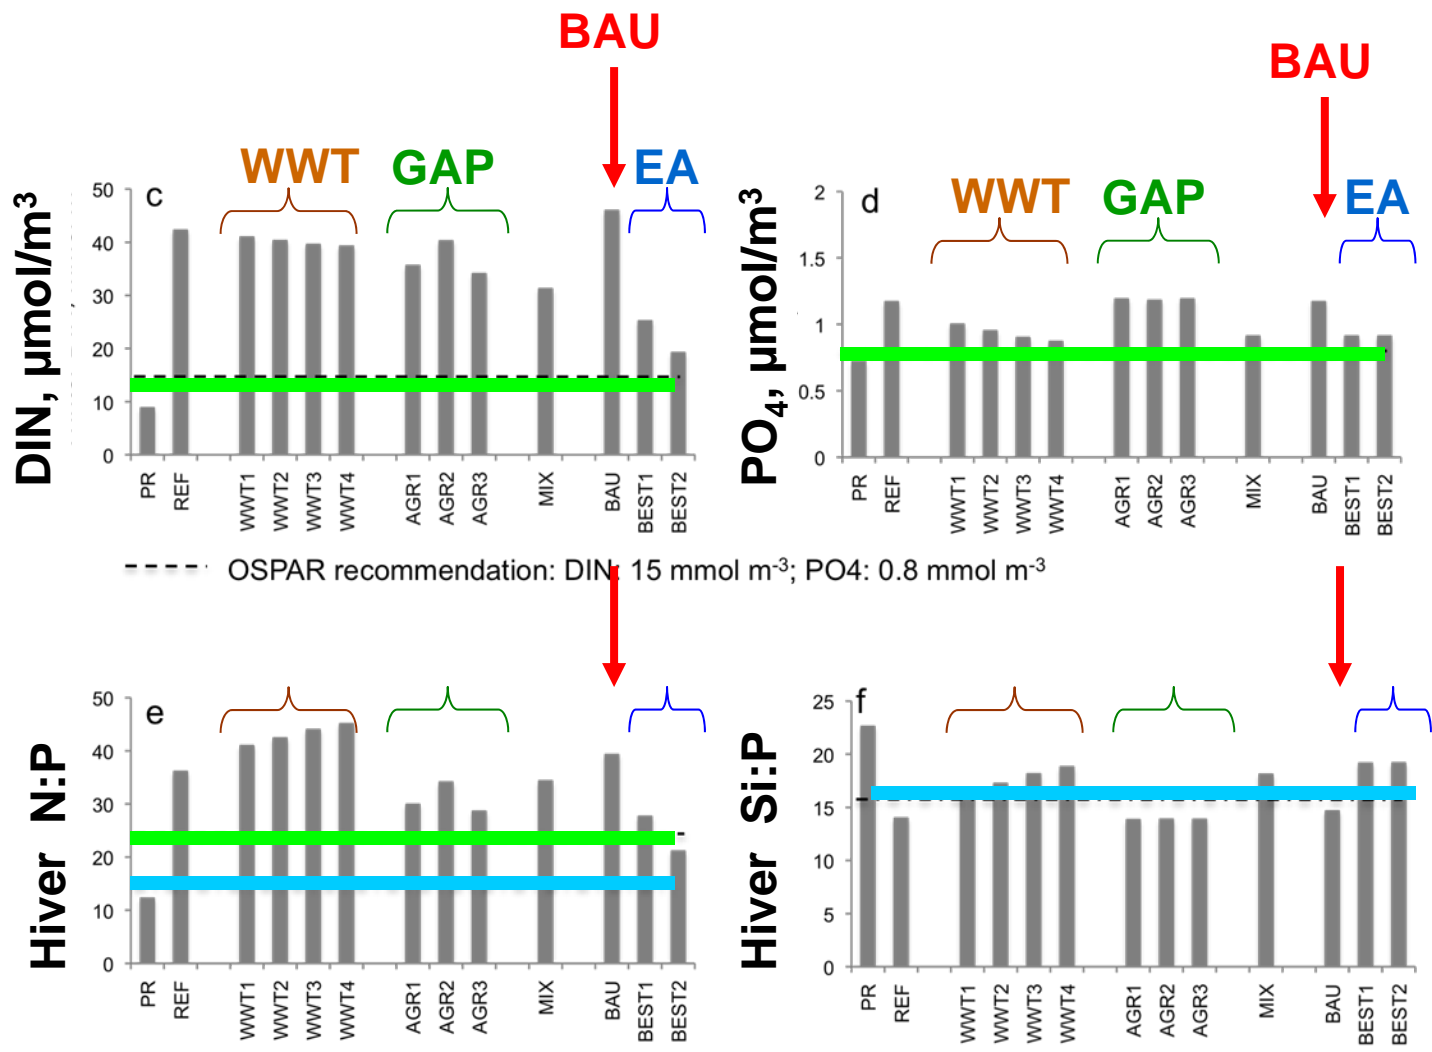 BAU
BAU
WWT
GAP
EA
WWT
GAP
EA
DIN, µmol/m³
c
50
40
30
20
10
0
PR
REF
WWT1
WWT2
WWT3
WWT4
AGR1
AGR2
AGR3
MIX
BAU
BEST1
BEST2
PO₄, µmol/m³
d
2
1.5
1
0.5
0
PR
REF
WWT1
WWT2
WWT3
WWT4
AGR1
AGR2
AGR3
MIX
BAU
BEST1
BEST2
OSPAR recommendation: DIN: 15 mmol m⁻³; PO4: 0.8 mmol m⁻³
Hiver N:P
e
50
40
30
20
10
0
PR
REF
WWT1
WWT2
WWT3
WWT4
AGR1
AGR2
AGR3
MIX
BAU
BEST1
BEST2
Hiver Si:P
f
25
20
15
10
5
0
PR
REF
WWT1
WWT2
WWT3
WWT4
AGR1
AGR2
AGR3
MIX
BAU
BEST1
BEST2